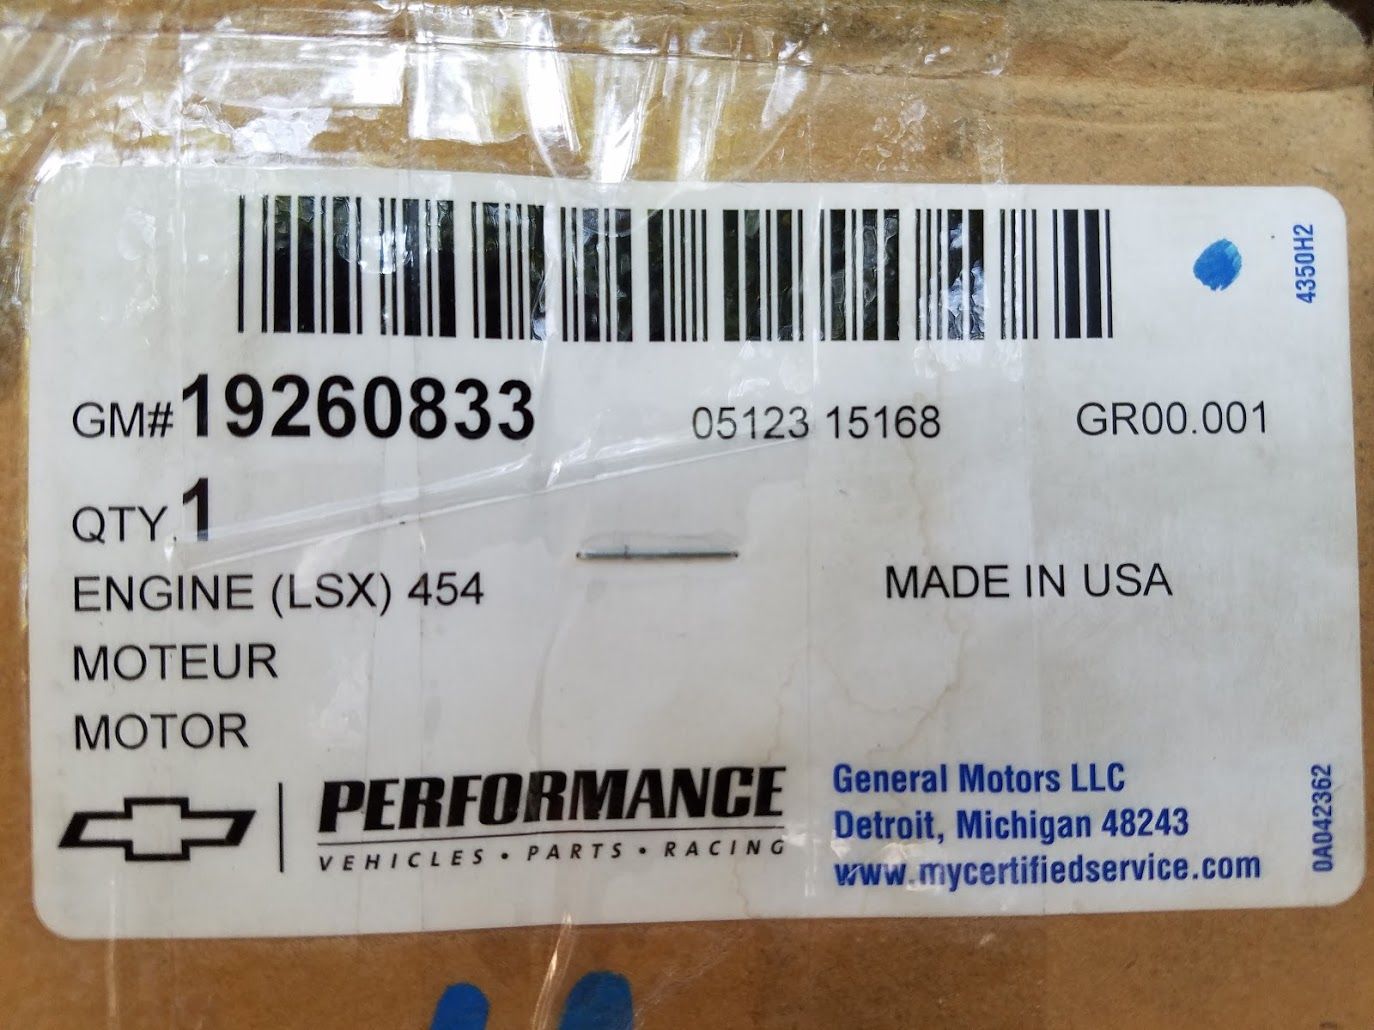 4350H2
GM#19260833 05123 15168 GR00.001
QTY.1
ENGINE (LSX) 454 MADE IN USA
MOTEUR
MOTOR
PERFORMANCE
VEHICLES • PARTS • RACING
General Motors LLC
Detroit, Michigan 48243
www.mycertifiedservice.com
0A042362